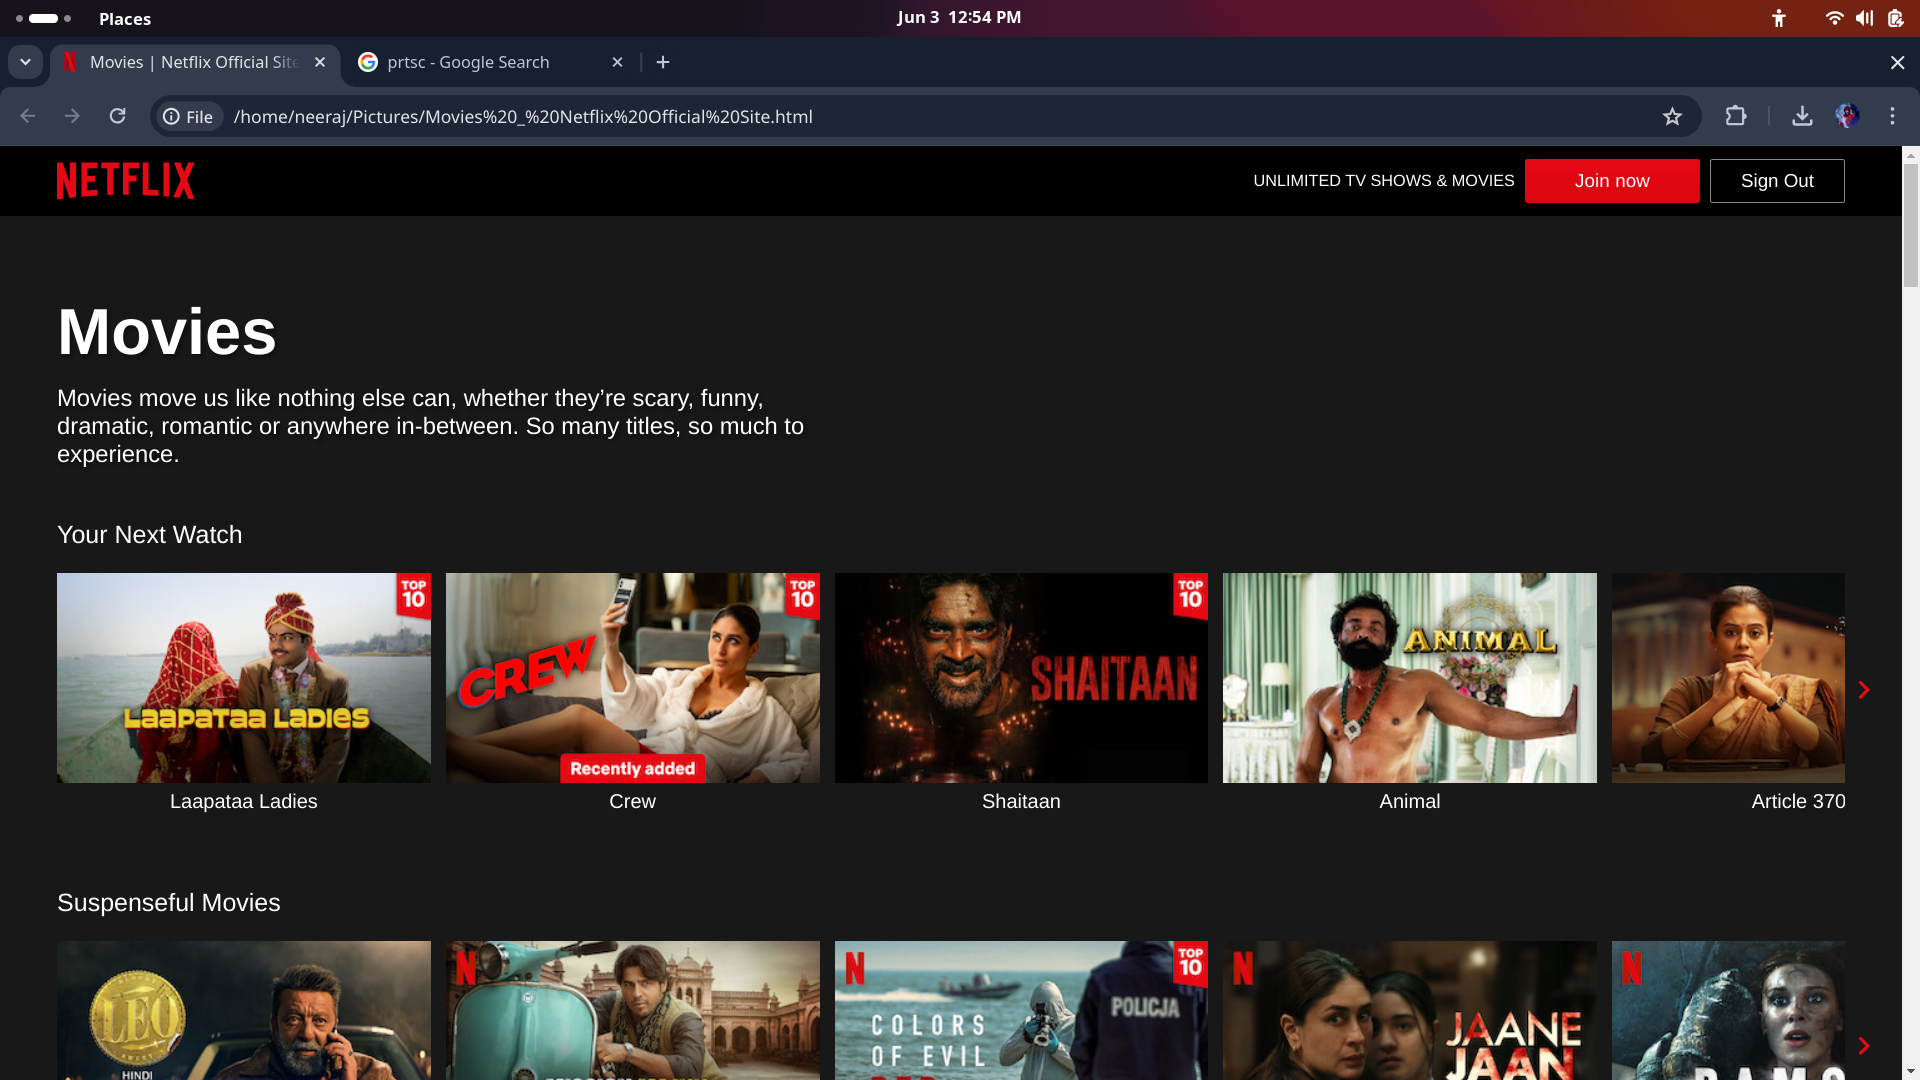 Places
Jun 3 12:54 PM
Movies | Netflix Official Site
prtsc - Google Search
File
/home/neeraj/Pictures/Movies%20_%20Netflix%20Official%20Site.html
NETFLIX
UNLIMITED TV SHOWS & MOVIES
Join now
Sign Out
Movies
Movies move us like nothing else can, whether they’re scary, funny,
dramatic, romantic or anywhere in-between. So many titles, so much to
experience.
Your Next Watch
TOP
10
LAAPATAA LADIES
TOP
10
CREW
Recently added
TOP
10
SHAITAAN
ANIMAL
Laapataa Ladies
Crew
Shaitaan
Animal
Article 370
Suspenseful Movies
LEO
HINDI
N
N
COLORS
OF EVIL
TOP
10
POLICJA
N
JAANE
JAAN
N